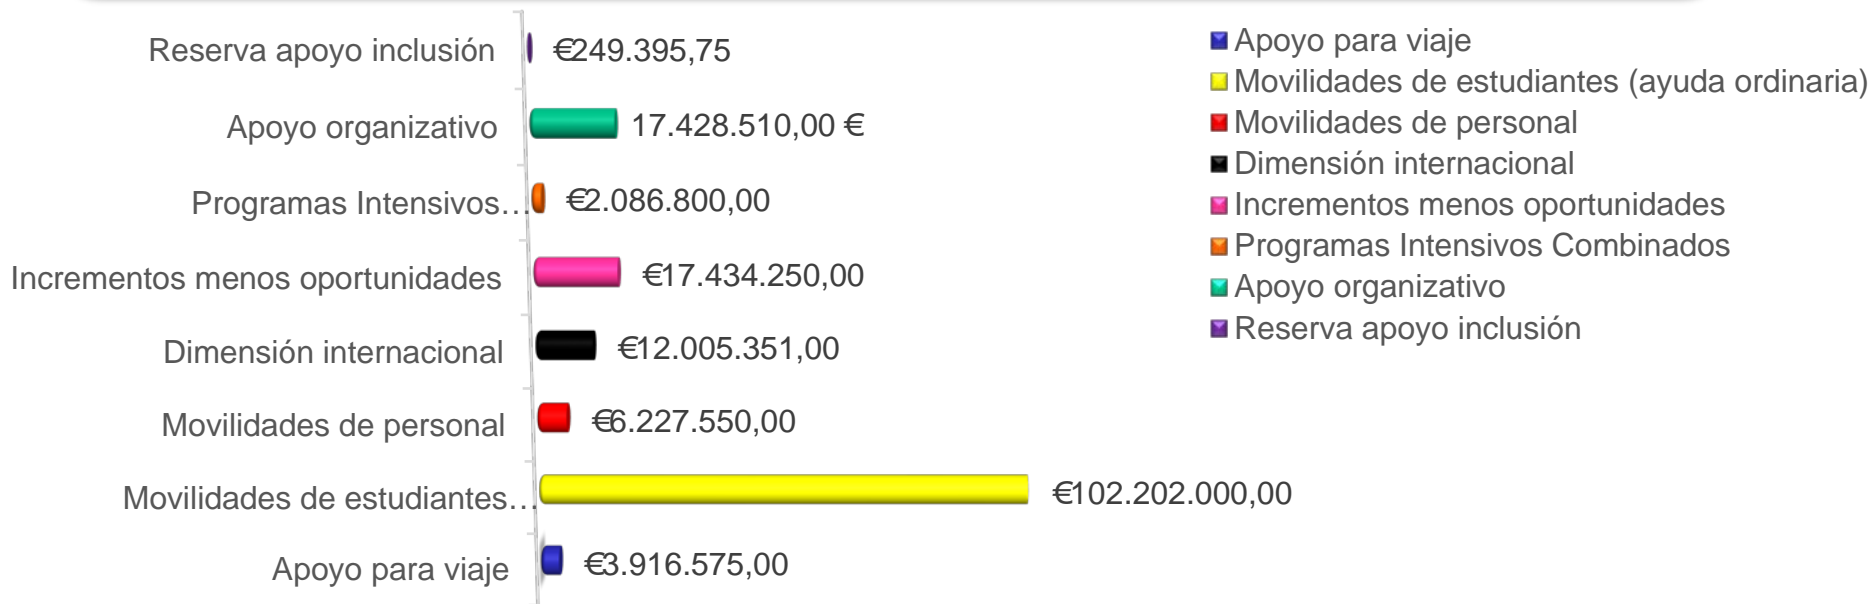 Reserva apoyo inclusión €249.395,75
Apoyo organizativo 17.428.510,00 €
Programas Intensivos… €2.086.800,00
Incrementos menos oportunidades €17.434.250,00
Dimensión internacional €12.005.351,00
Movilidades de personal €6.227.550,00
Movilidades de estudiantes… €102.202.000,00
Apoyo para viaje €3.916.575,00
Apoyo para viaje
Movilidades de estudiantes (ayuda ordinaria)
Movilidades de personal
Dimensión internacional
Incrementos menos oportunidades
Programas Intensivos Combinados
Apoyo organizativo
Reserva apoyo inclusión